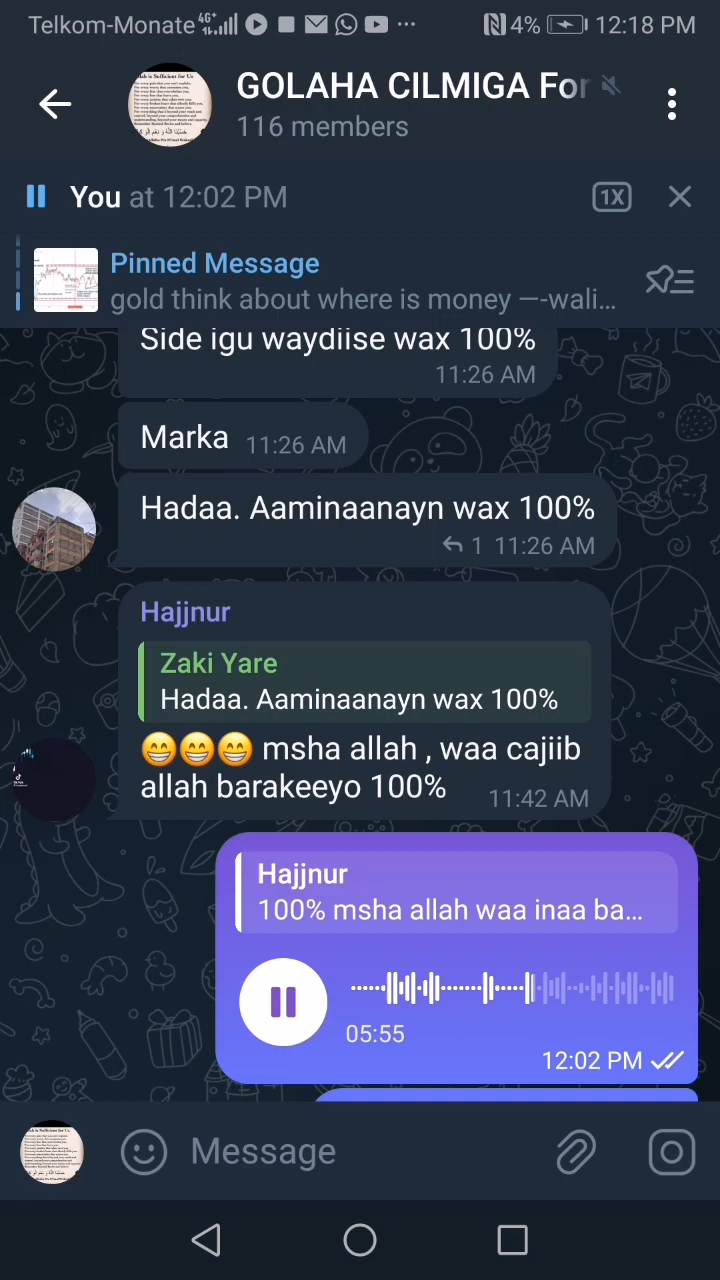 Telkom-Monate 4G+ 4% 12:18 PM
GOLAHA CILMIGA For
116 members
You at 12:02 PM 1X
Pinned Message
gold think about where is money —-wali...
Side igu waydiise wax 100%
11:26 AM
Marka 11:26 AM
Hadaa. Aaminaanayn wax 100%
1 11:26 AM
Hajjnur
Zaki Yare
Hadaa. Aaminaanayn wax 100%
😁😁😁 msha allah , waa cajiib
allah barakeeyo 100% 11:42 AM
Hajjnur
100% msha allah waa inaa ba...
05:55
12:02 PM
Message